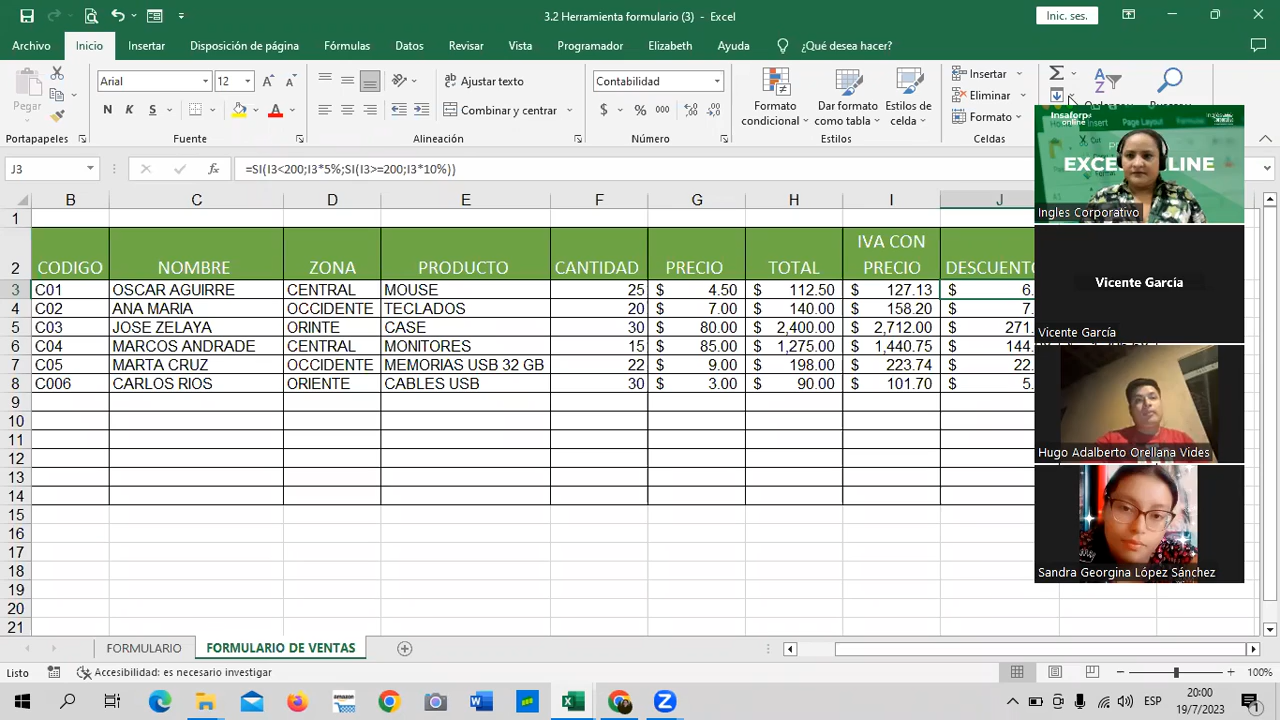 3.2 Herramienta formulario (3) - Excel
Inic. ses.
Archivo Inicio Insertar Disposición de página Fórmulas Datos Revisar Vista Programador Elizabeth Ayuda ¿Qué desea hacer?
Pegar
Arial 12
Ajustar texto
Contabilidad
Formato condicional
Dar formato como tabla
Estilos de celda
Insertar
Eliminar
Formato
N K S
Combinar y centrar
$ % 000
Portapapeles Fuente Alineación Número Estilos Celdas
J3 =SI(I3<200;I3*5%;SI(I3>=200;I3*10%))
B C D E F G H I J
1
2 CODIGO NOMBRE ZONA PRODUCTO CANTIDAD PRECIO TOTAL IVA CON PRECIO DESCUENTO
3 C01 OSCAR AGUIRRE CENTRAL MOUSE 25 $ 4.50 $ 112.50 $ 127.13 $ 6.
4 C02 ANA MARIA OCCIDENTE TECLADOS 20 $ 7.00 $ 140.00 $ 158.20 $ 7.
5 C03 JOSE ZELAYA ORINTE CASE 30 $ 80.00 $ 2,400.00 $ 2,712.00 $ 271.
6 C04 MARCOS ANDRADE CENTRAL MONITORES 15 $ 85.00 $ 1,275.00 $ 1,440.75 $ 144.
7 C05 MARTA CRUZ OCCIDENTE MEMORIAS USB 32 GB 22 $ 9.00 $ 198.00 $ 223.74 $ 22.
8 C006 CARLOS RIOS ORIENTE CABLES USB 30 $ 3.00 $ 90.00 $ 101.70 $ 5.
9
10
11
12
13
14
15
16
17
18
19
20
21
Insaforp online
Insert Page Layout
EXCEL ONLINE
Ingles Corporativo
Vicente García
Vicente García
Hugo Adalberto Orellana Vides
Sandra Georgina López Sánchez
FORMULARIO FORMULARIO DE VENTAS
Listo Accesibilidad: es necesario investigar 100%
ESP
20:00
19/7/2023